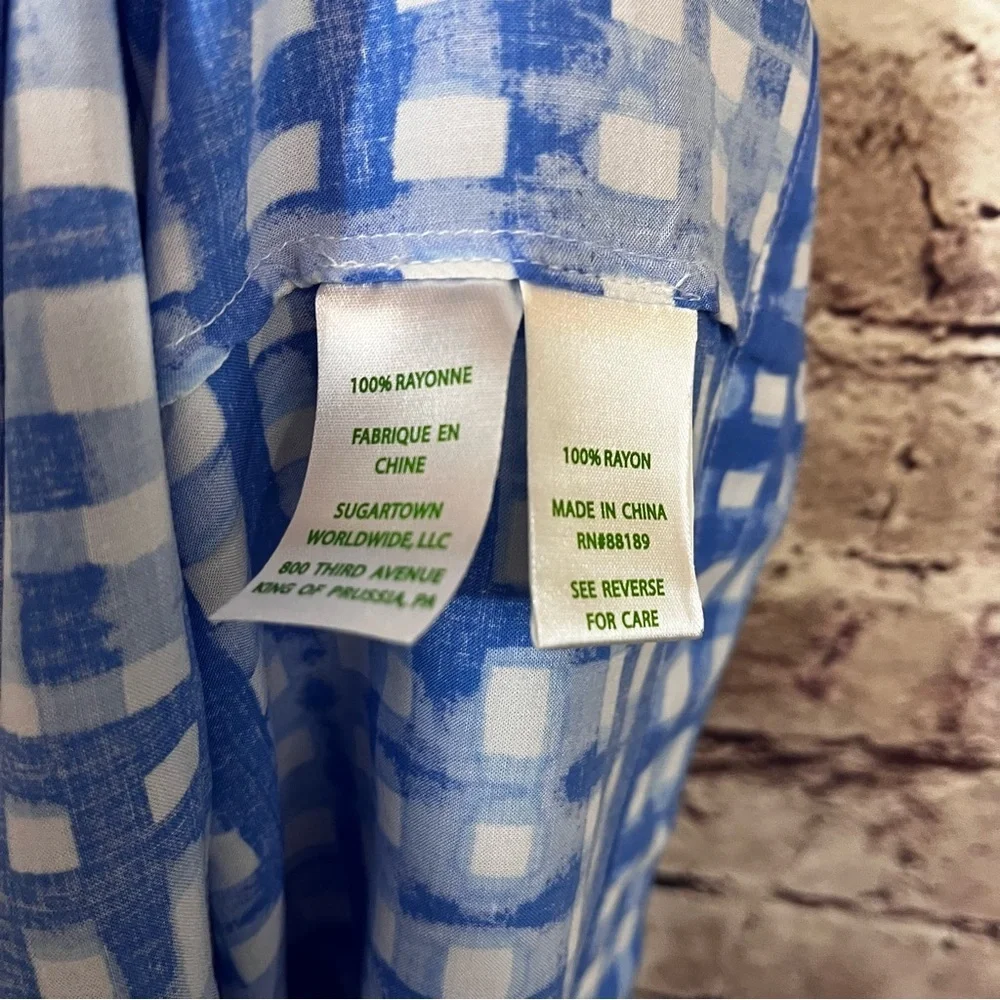 100% RAYONNE
FABRIQUE EN
CHINE
SUGARTOWN
WORLDWIDE, LLC
800 THIRD AVENUE
KING OF PRUSSIA, PA
100% RAYON
MADE IN CHINA
RN#88189
SEE REVERSE
FOR CARE